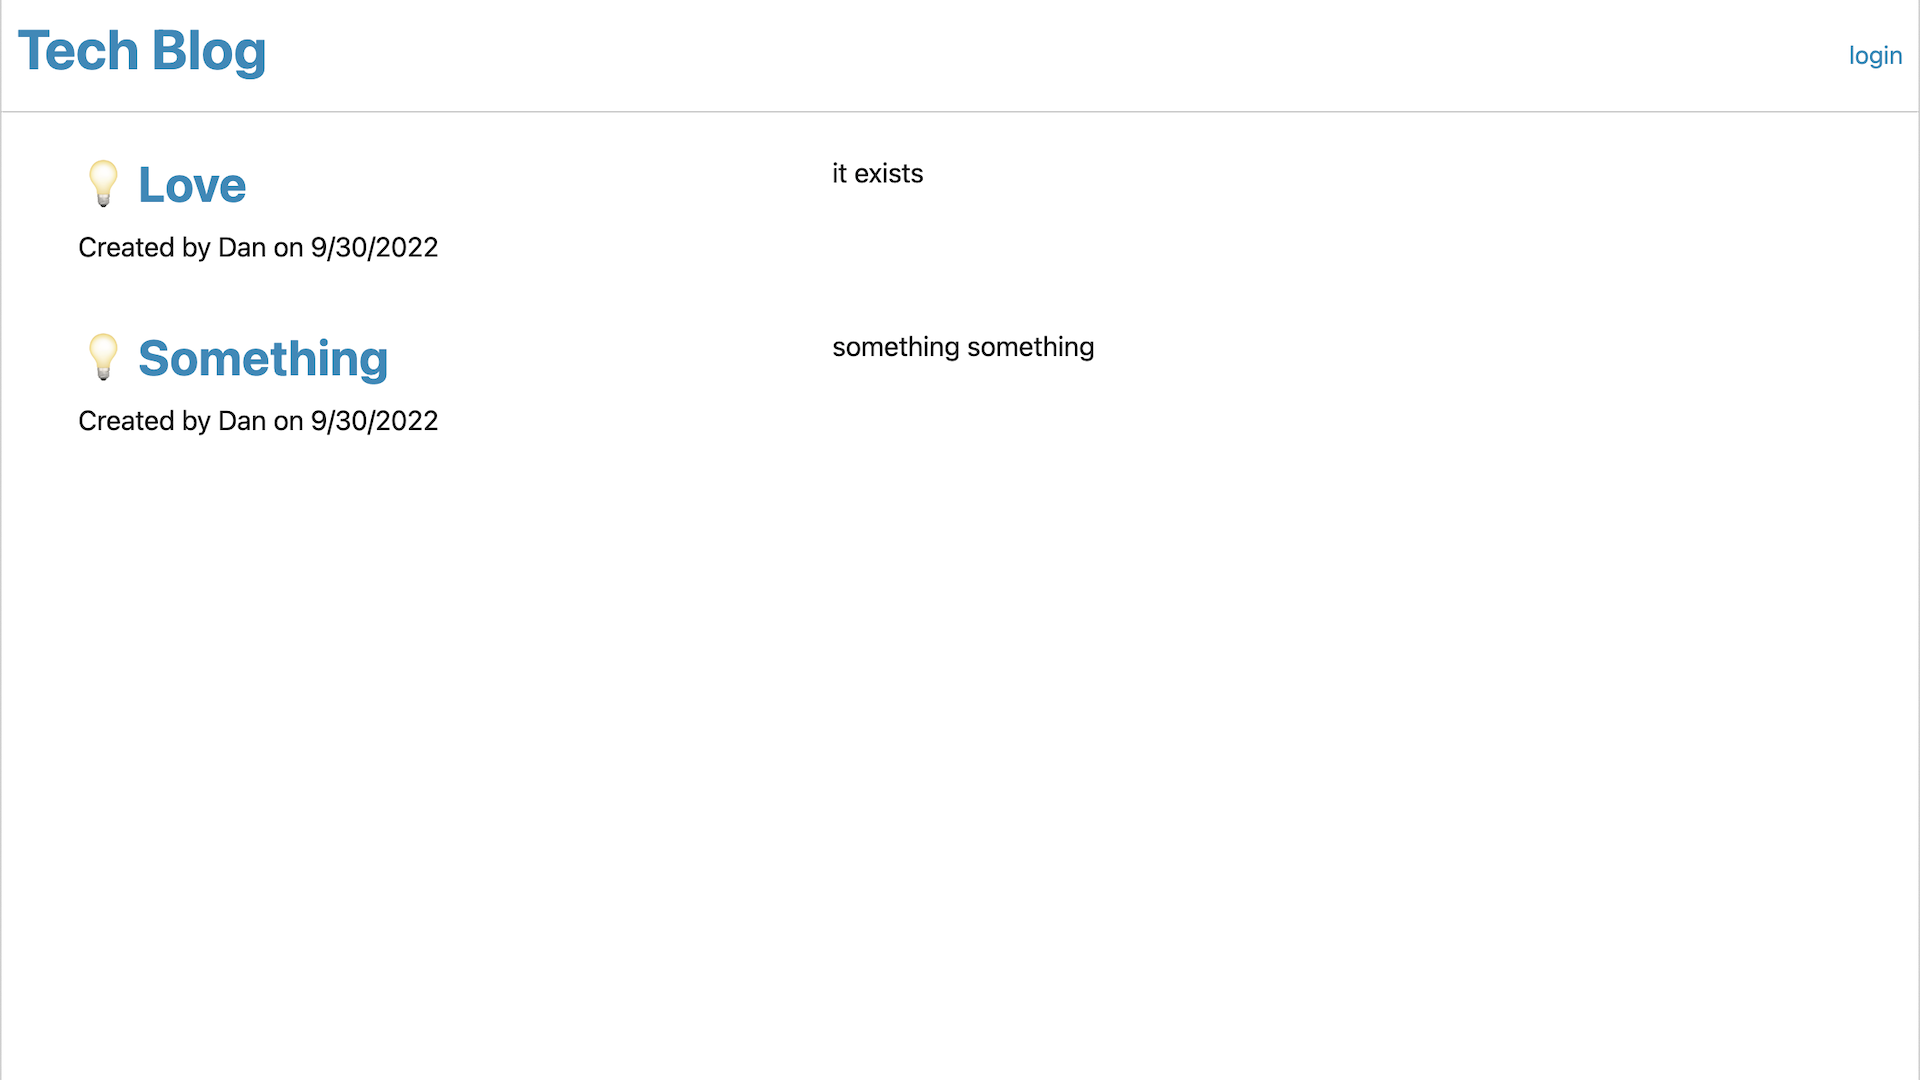 Tech Blog
login
💡 Love
it exists
Created by Dan on 9/30/2022
💡 Something
something something
Created by Dan on 9/30/2022